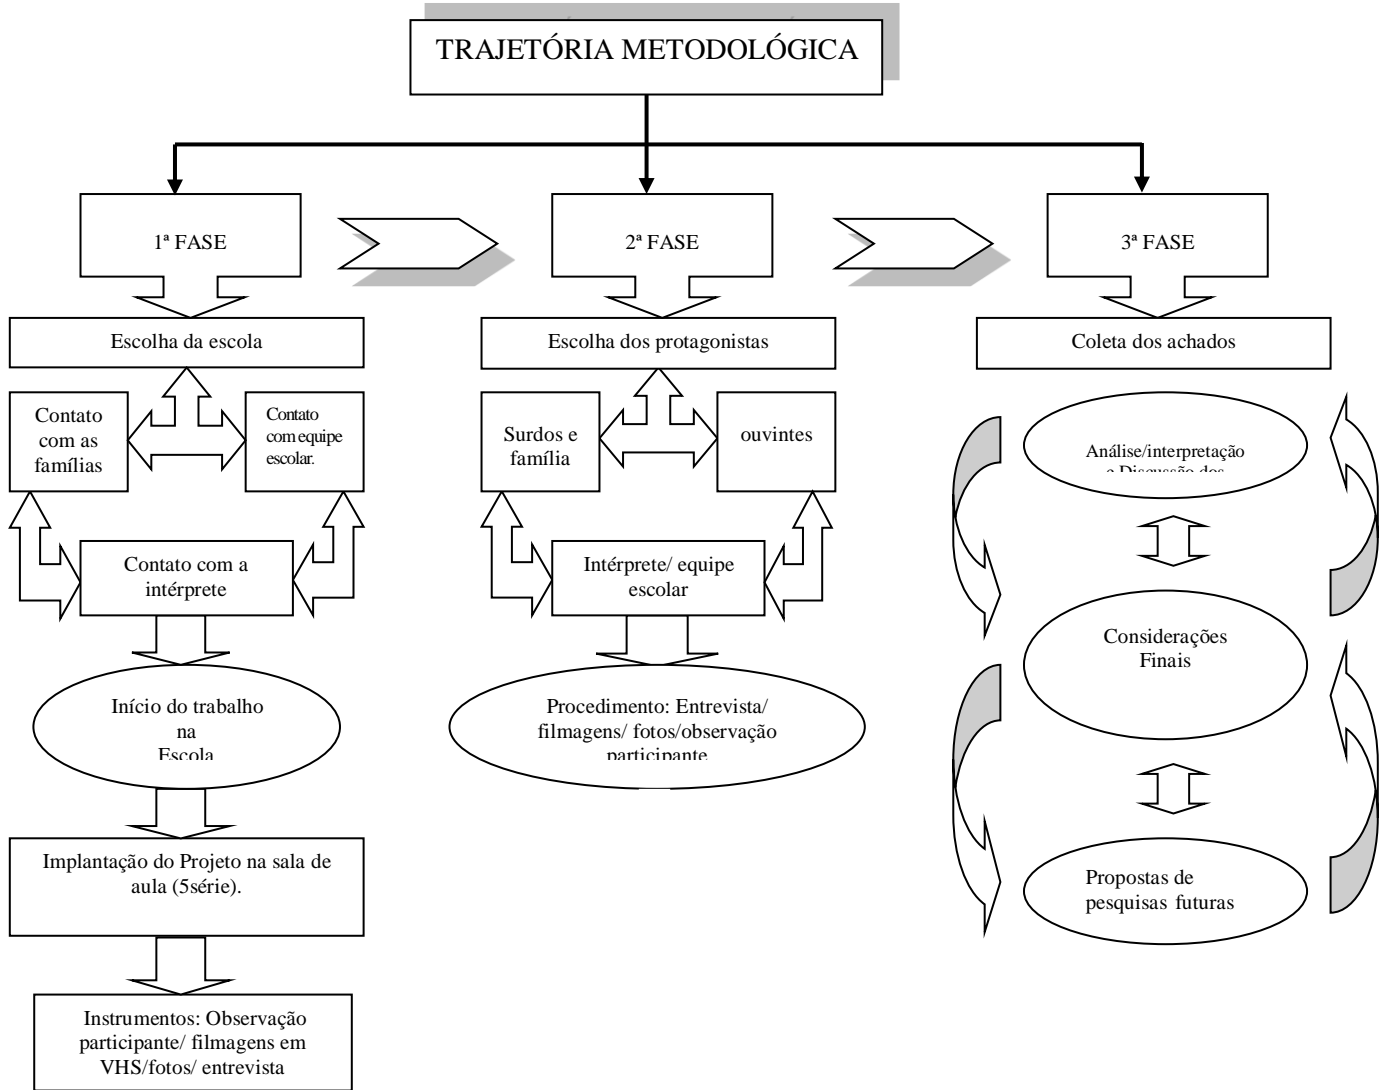 TRAJETÓRIA METODOLÓGICA
1ª FASE
2ª FASE
3ª FASE
Escolha da escola
Escolha dos protagonistas
Coleta dos achados
Contato
com as
famílias
Contato
com equipe
escolar.
Surdos e
família
ouvintes
Análise/interpretação
e Discussão dos
Contato com a
intérprete
Intérprete/ equipe
escolar
Considerações
Finais
Início do trabalho
na
Escola
Procedimento: Entrevista/
filmagens/ fotos/observação
participante
Implantação do Projeto na sala de
aula (5série).
Propostas de
pesquisas futuras
Instrumentos: Observação
participante/ filmagens em
VHS/fotos/ entrevista